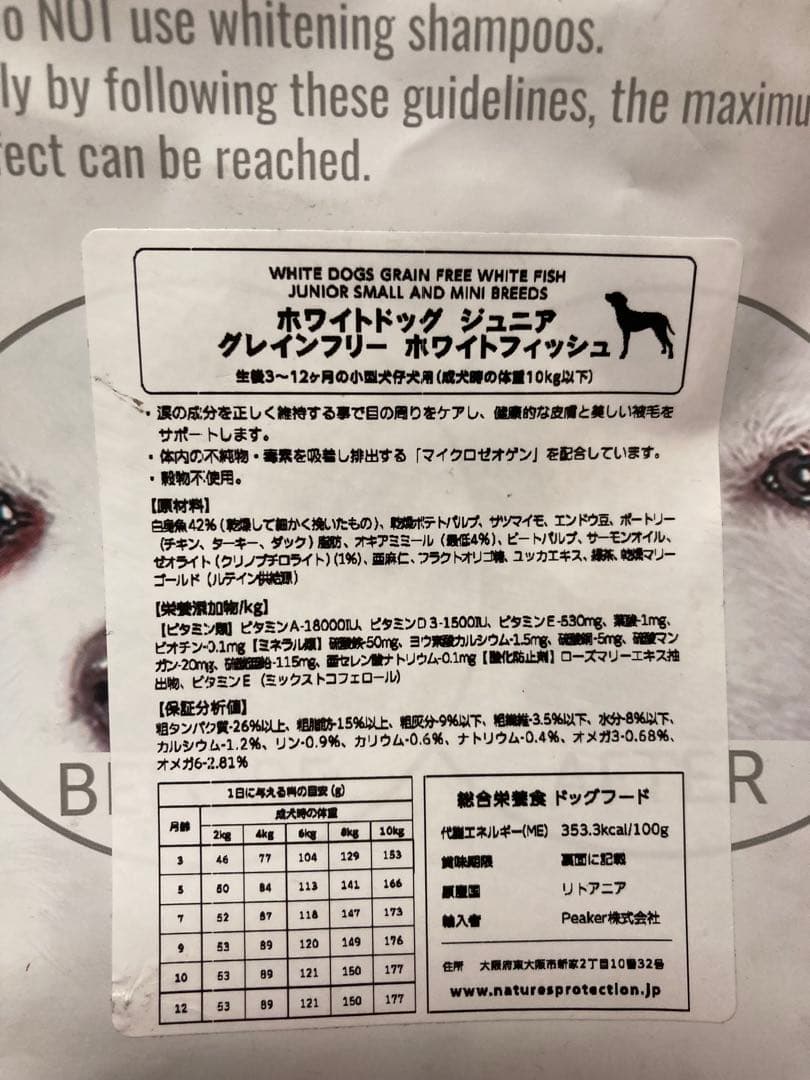 o NOT use whitening shampoos.
ly by following these guidelines, the maximu
fect can be reached.
WHITE DOGS GRAIN FREE WHITE FISH
JUNIOR SMALL AND MINI BREEDS
ホワイトドッグ ジュニア
グレインフリー ホワイトフィッシュ
生後3〜12ヶ月の小型犬仔犬用(成犬時の体重10kg以下)
・涙の成分を正しく維持する事で目の周りをケアし、健康的な皮膚と美しい被毛を
サポートします。
・体内の不純物・毒素を吸着し排出する「マイクロゼオゲン」を配合しています。
・穀物不使用。
【原材料】
白身魚42%(乾燥して細かく挽いたもの)、乾燥ポテトパルプ、サツマイモ、エンドウ豆、ポートリー
(チキン、ターキー、ダック)脂肪、オキアミミール(最低4%)、ビートパルプ、サーモンオイル、
ゼオライト(クリノプチロライト)(1%)、亜麻仁、フラクトオリゴ糖、ユッカエキス、緑茶、乾燥マリー
ゴールド(ルテイン供給源)
【栄養添加物/kg】
【ビタミン類】ビタミンA-18000IU、ビタミンD3-1500IU、ビタミンE-530mg、葉酸-1mg、
ビオチン-0.1mg【ミネラル類】硫酸鉄-50mg、ヨウ素酸カルシウム-1.5mg、硫酸銅-5mg、硫酸マン
ガン-20mg、硫酸亜鉛-115mg、亜セレン酸ナトリウム-0.1mg【酸化防止剤】ローズマリーエキス抽
出物、ビタミンE(ミックストコフェロール)
【保証分析値】
粗タンパク質-26%以上、粗脂肪-15%以上、粗灰分-9%以下、粗繊維-3.5%以下、水分-8%以下、
カルシウム-1.2%、リン-0.9%、カリウム-0.6%、ナトリウム-0.4%、オメガ3-0.68%、
オメガ6-2.81%
1日に与える餌の目安(g)
月齢 成犬時の体重
2kg 4kg 6kg 8kg 10kg
3 46 77 104 129 153
5 50 84 113 141 166
7 52 87 118 147 173
9 53 89 120 149 176
10 53 89 121 150 177
12 53 89 121 150 177
総合栄養食 ドッグフード
代謝エネルギー(ME) 353.3kcal/100g
賞味期限 裏面に記載
原産国 リトアニア
輸入者 Peaker株式会社
住所 大阪府東大阪市新家2丁目10番32号
www.naturesprotection.jp